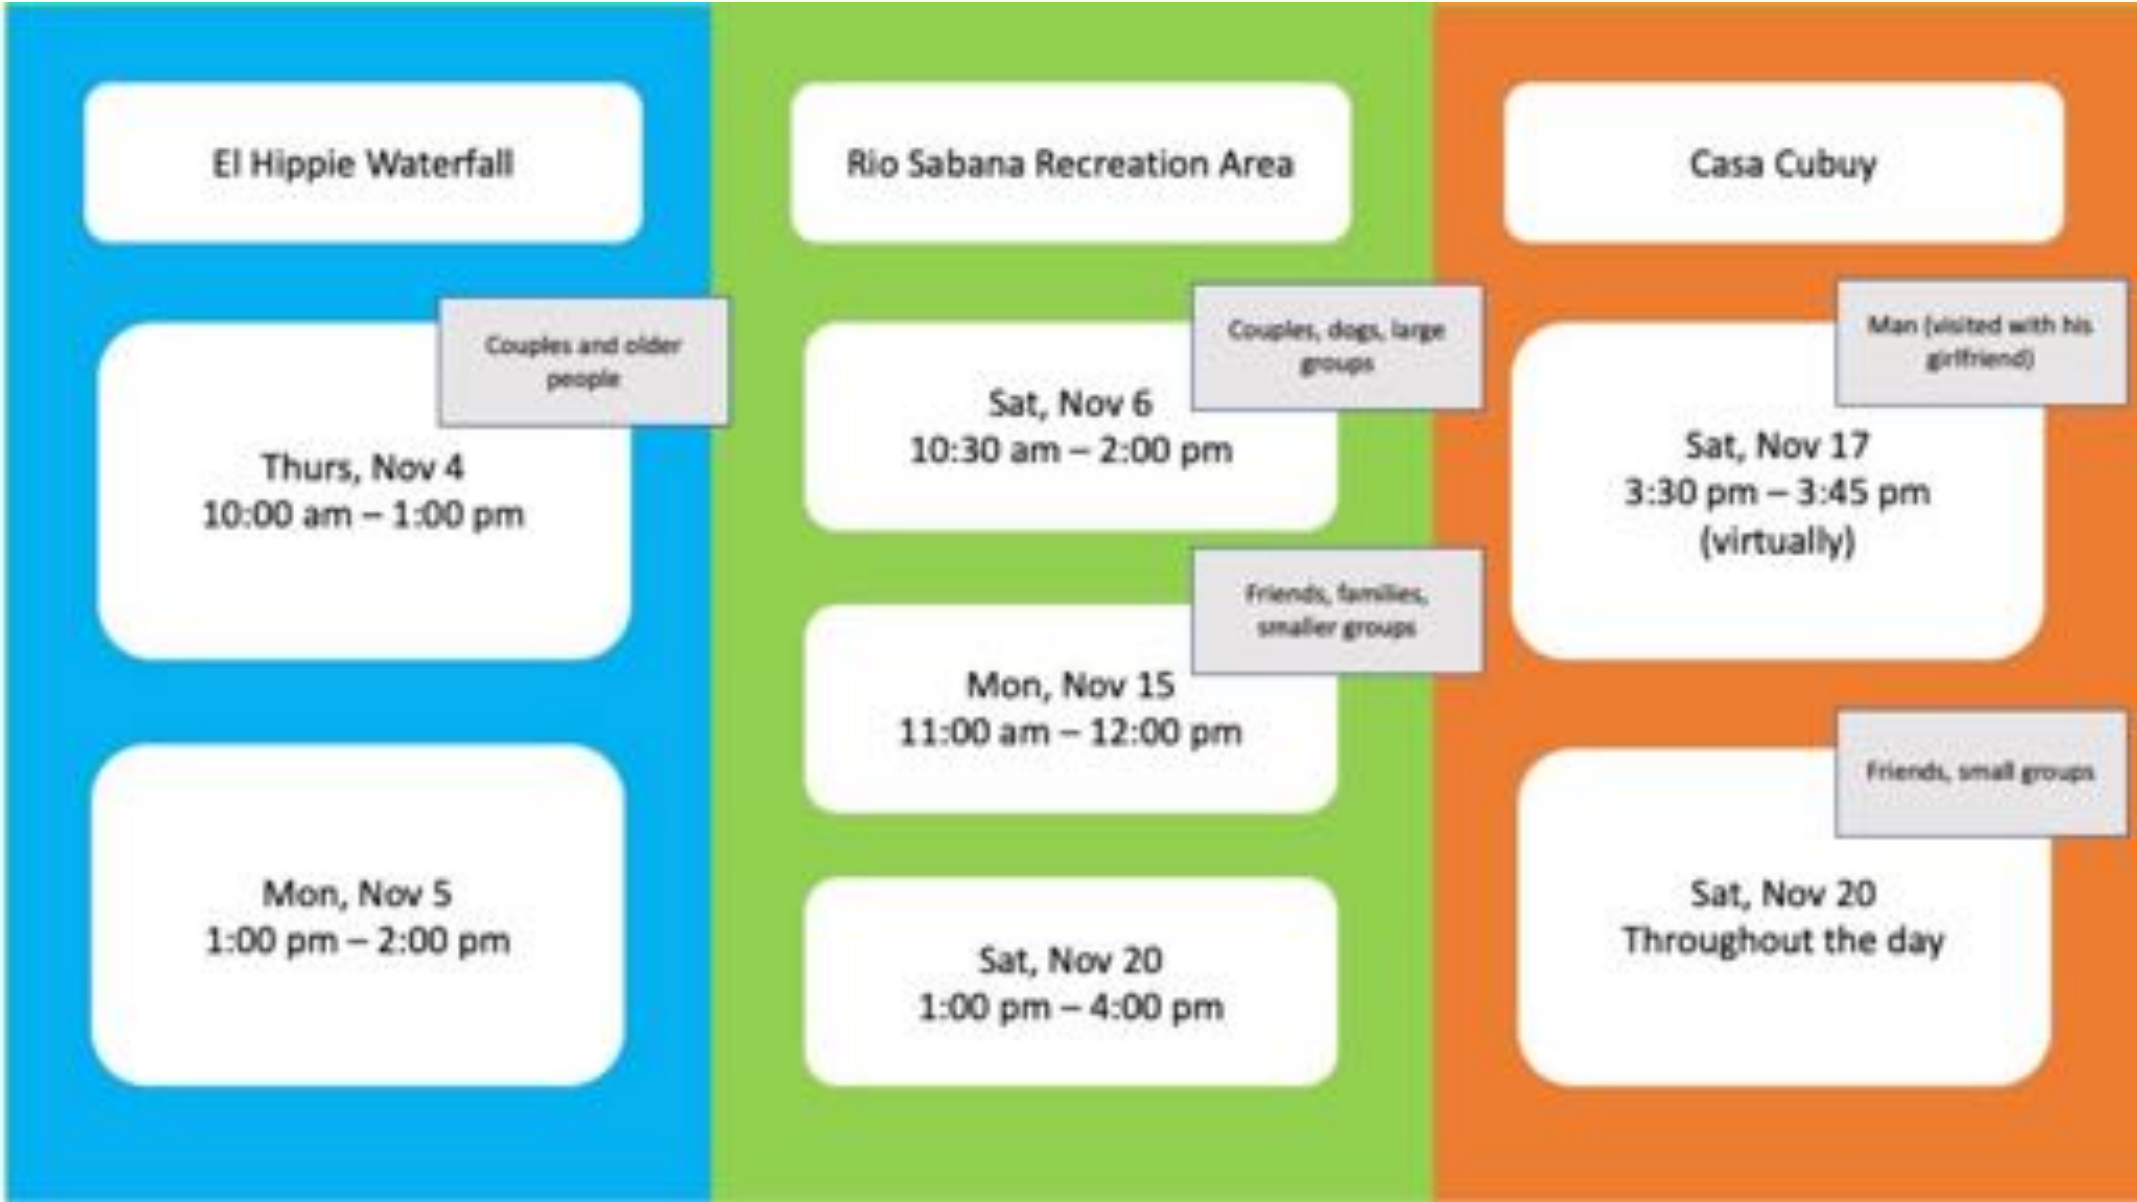 El Hippie Waterfall
Couples and older
people
Thurs, Nov 4
10:00 am – 1:00 pm
Mon, Nov 5
1:00 pm – 2:00 pm
Rio Sabana Recreation Area
Couples, dogs, large
groups
Sat, Nov 6
10:30 am – 2:00 pm
Friends, families,
smaller groups
Mon, Nov 15
11:00 am – 12:00 pm
Sat, Nov 20
1:00 pm – 4:00 pm
Casa Cubuy
Man (visited with his
girlfriend)
Sat, Nov 17
3:30 pm – 3:45 pm
(virtually)
Friends, small groups
Sat, Nov 20
Throughout the day